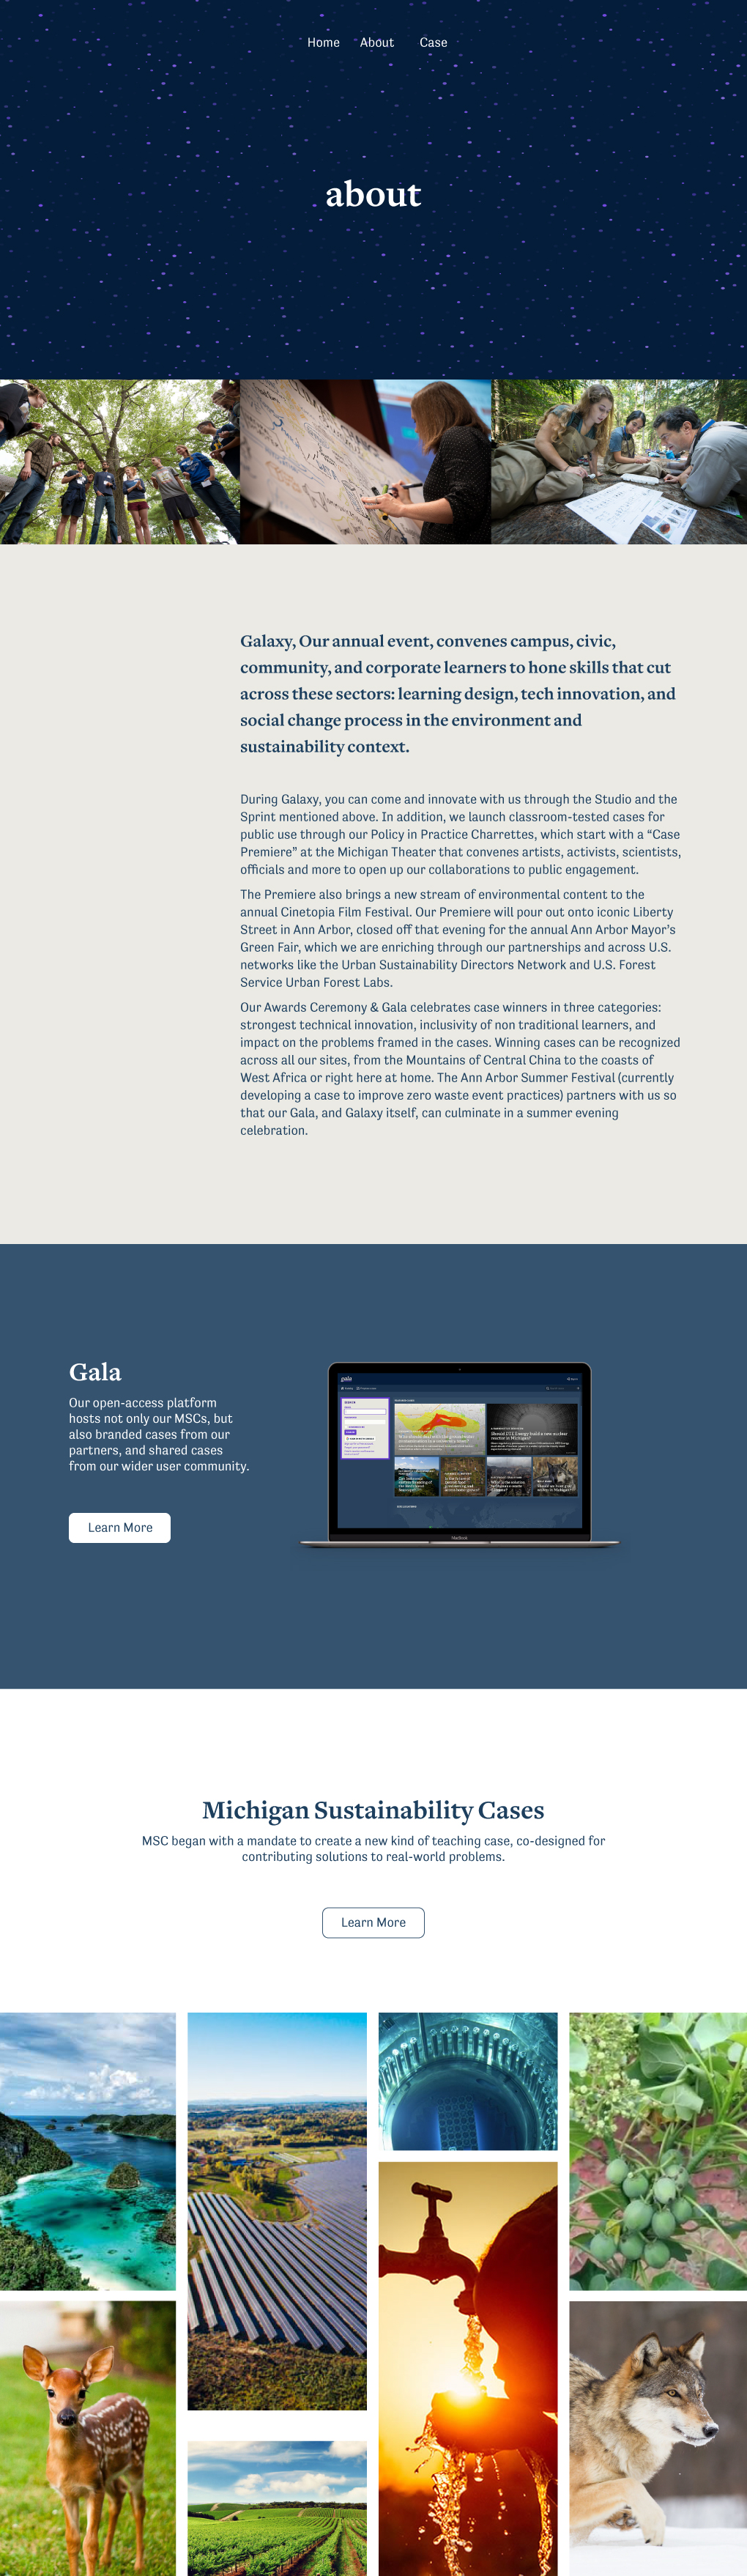 Home About Case
about
Galaxy, Our annual event, convenes campus, civic,
community, and corporate learners to hone skills that cut
across these sectors: learning design, tech innovation, and
social change process in the environment and
sustainability context.
During Galaxy, you can come and innovate with us through the Studio and the
Sprint mentioned above. In addition, we launch classroom-tested cases for
public use through our Policy in Practice Charrettes, which start with a “Case
Premiere” at the Michigan Theater that convenes artists, activists, scientists,
officials and more to open up our collaborations to public engagement.
The Premiere also brings a new stream of environmental content to the
annual Cinetopia Film Festival. Our Premiere will pour out onto iconic Liberty
Street in Ann Arbor, closed off that evening for the annual Ann Arbor Mayor’s
Green Fair, which we are enriching through our partnerships and across U.S.
networks like the Urban Sustainability Directors Network and U.S. Forest
Service Urban Forest Labs.
Our Awards Ceremony & Gala celebrates case winners in three categories:
strongest technical innovation, inclusivity of non traditional learners, and
impact on the problems framed in the cases. Winning cases can be recognized
across all our sites, from the Mountains of Central China to the coasts of
West Africa or right here at home. The Ann Arbor Summer Festival (currently
developing a case to improve zero waste event practices) partners with us so
that our Gala, and Galaxy itself, can culminate in a summer evening
celebration.
Gala
Our open-access platform
hosts not only our MSCs, but
also branded cases from our
partners, and shared cases
from our wider user community.
Learn More
gala
MacBook
Michigan Sustainability Cases
MSC began with a mandate to create a new kind of teaching case, co-designed for
contributing solutions to real-world problems.
Learn More